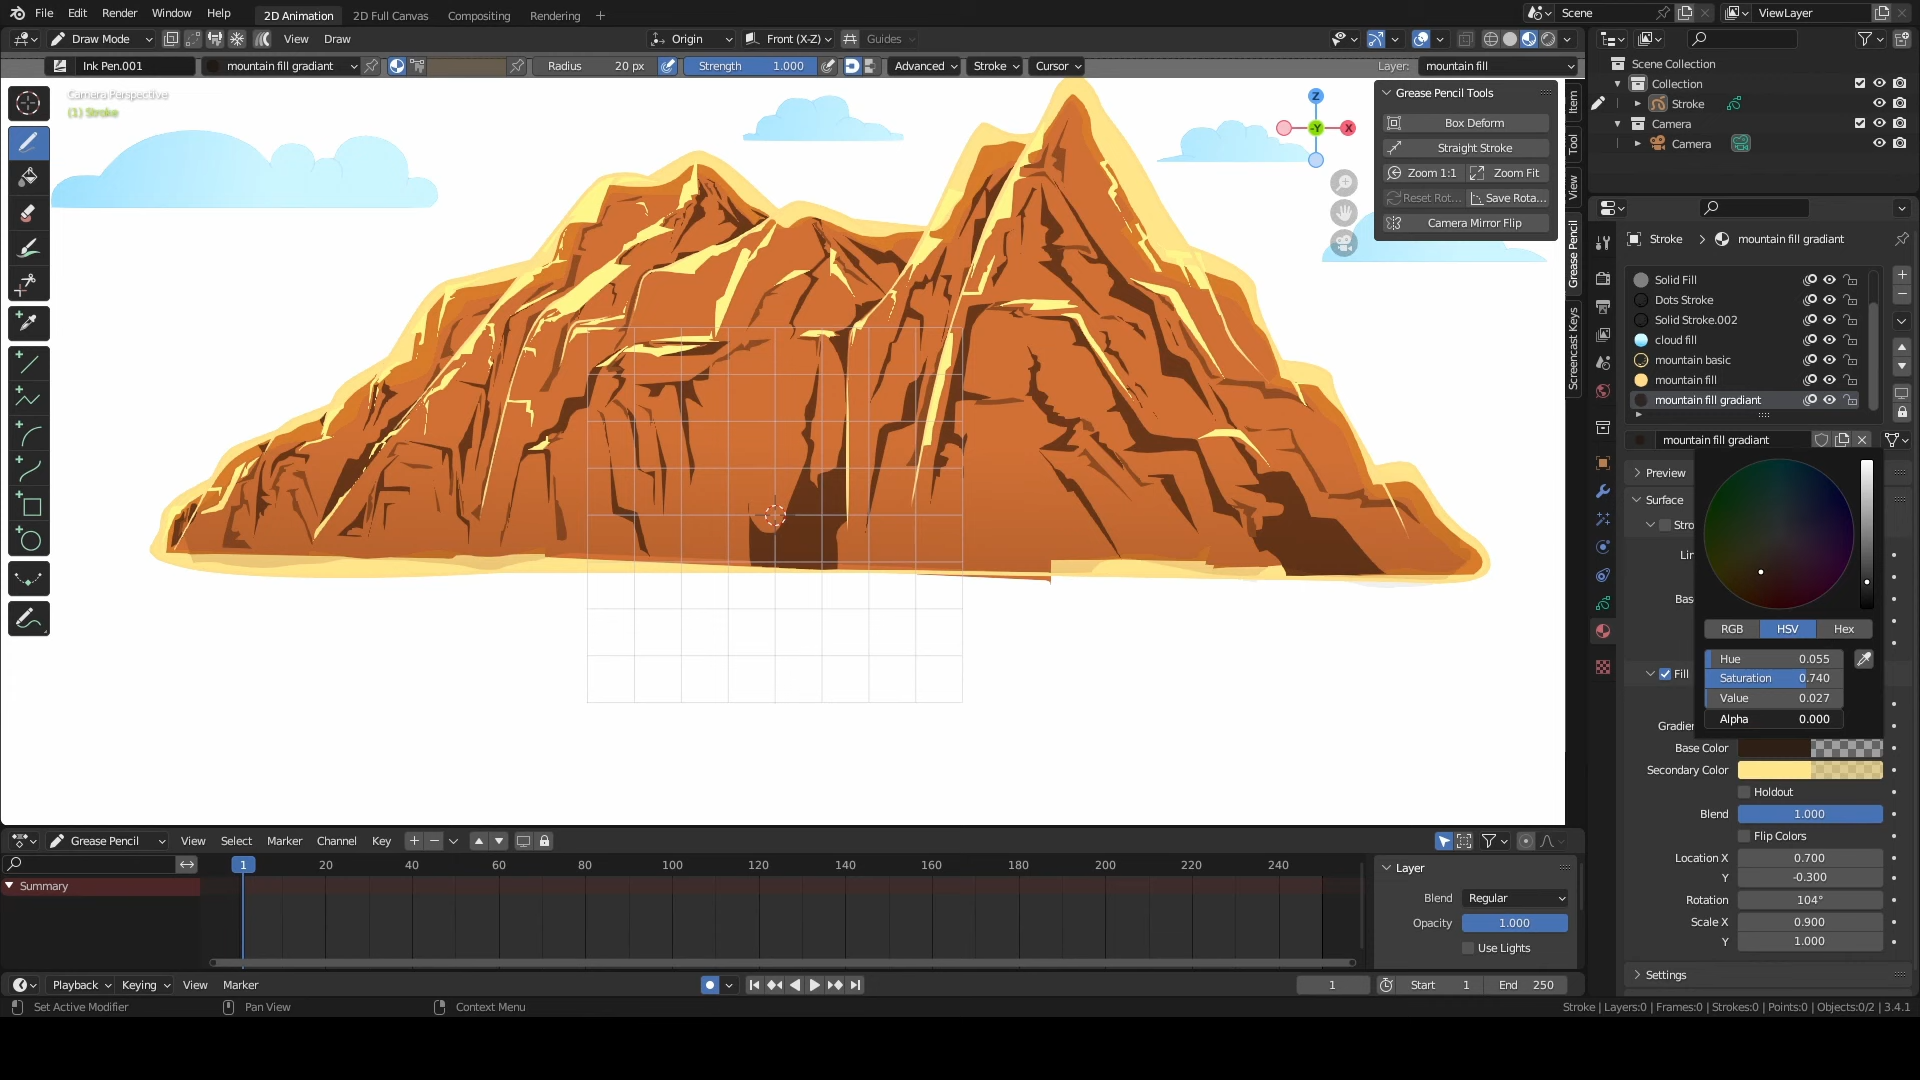 File Edit Render Window Help 2D Animation 2D Full Canvas Compositing Rendering + Scene ViewLayer
Draw Mode View Draw Origin Front (X-Z) Guides
Ink Pen.001 mountain fill gradient Radius 20 px Strength 1.000 Advanced Stroke Cursor Layer: mountain fill
Camera Perspective
(1) Stroke
Z
-Y X
Grease Pencil Tools
Box Deform
Straight Stroke
Zoom 1:1 Zoom Fit
Reset Rot... Save Rota...
Camera Mirror Flip
Item
Tool
View
Grease Pencil
Screencast Keys
Scene Collection
Collection
Stroke
Camera
Camera
Stroke mountain fill gradient
Solid Fill
Dots Stroke
Solid Stroke.002
cloud fill
mountain basic
mountain fill
mountain fill gradient
mountain fill gradient
Preview
Surface
Stro
Lin
Bas
RGB HSV Hex
Hue 0.055
Saturation 0.740
Value 0.027
Alpha 0.000
Fill
Gradien
Base Color
Secondary Color
Holdout
Blend 1.000
Flip Colors
Location X 0.700
Y -0.300
Rotation 104°
Scale X 0.900
Y 1.000
Settings
Grease Pencil View Select Marker Channel Key
1 20 40 60 80 100 120 140 160 180 200 220 240
Summary
Layer
Blend Regular
Opacity 1.000
Use Lights
Playback Keying View Marker 1 Start 1 End 250
Set Active Modifier Pan View Context Menu Stroke | Layers:0 | Frames:0 | Strokes:0 | Points:0 | Objects:0/2 | 3.4.1